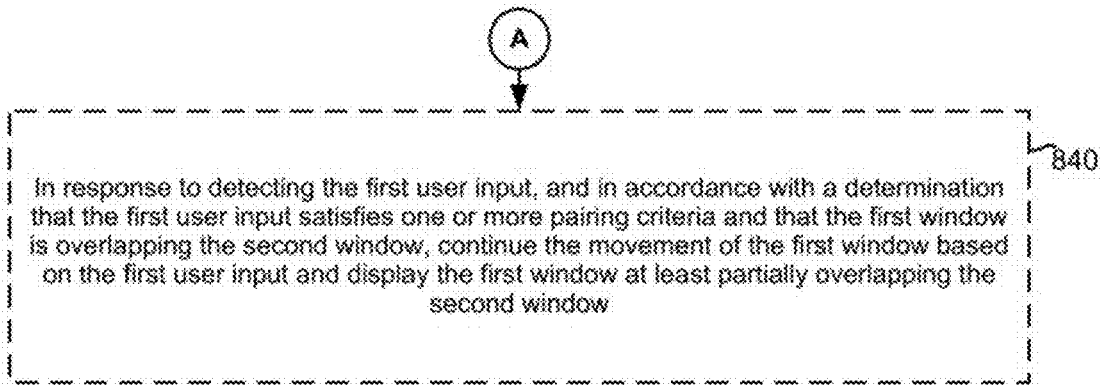 A
840
In response to detecting the first user input, and in accordance with a determination
that the first user input satisfies one or more pairing criteria and that the first window
is overlapping the second window, continue the movement of the first window based
on the first user input and display the first window at least partially overlapping the
second window